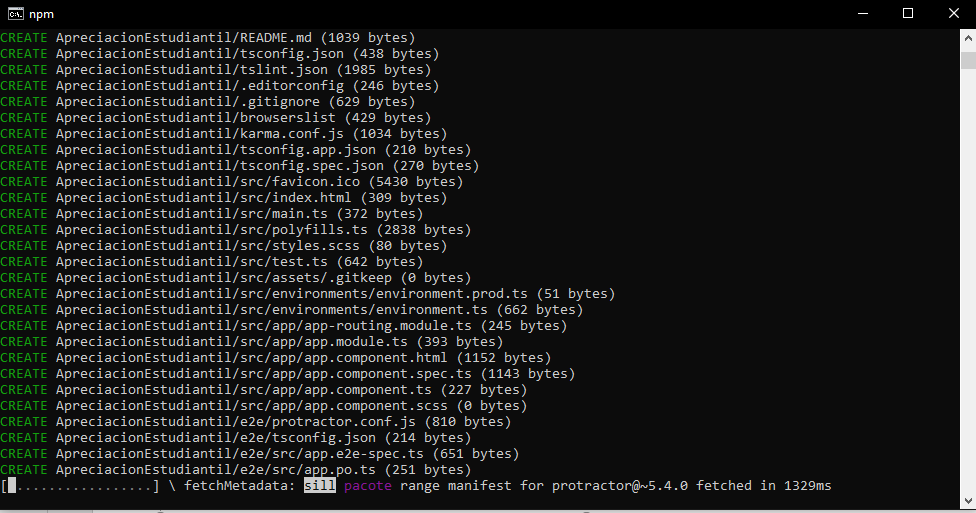 npm
CREATE ApreciacionEstudiantil/README.md (1039 bytes)
CREATE ApreciacionEstudiantil/tsconfig.json (438 bytes)
CREATE ApreciacionEstudiantil/tslint.json (1985 bytes)
CREATE ApreciacionEstudiantil/.editorconfig (246 bytes)
CREATE ApreciacionEstudiantil/.gitignore (629 bytes)
CREATE ApreciacionEstudiantil/browserslist (429 bytes)
CREATE ApreciacionEstudiantil/karma.conf.js (1034 bytes)
CREATE ApreciacionEstudiantil/tsconfig.app.json (210 bytes)
CREATE ApreciacionEstudiantil/tsconfig.spec.json (270 bytes)
CREATE ApreciacionEstudiantil/src/favicon.ico (5430 bytes)
CREATE ApreciacionEstudiantil/src/index.html (309 bytes)
CREATE ApreciacionEstudiantil/src/main.ts (372 bytes)
CREATE ApreciacionEstudiantil/src/polyfills.ts (2838 bytes)
CREATE ApreciacionEstudiantil/src/styles.scss (80 bytes)
CREATE ApreciacionEstudiantil/src/test.ts (642 bytes)
CREATE ApreciacionEstudiantil/src/assets/.gitkeep (0 bytes)
CREATE ApreciacionEstudiantil/src/environments/environment.prod.ts (51 bytes)
CREATE ApreciacionEstudiantil/src/environments/environment.ts (662 bytes)
CREATE ApreciacionEstudiantil/src/app/app-routing.module.ts (245 bytes)
CREATE ApreciacionEstudiantil/src/app/app.module.ts (393 bytes)
CREATE ApreciacionEstudiantil/src/app/app.component.html (1152 bytes)
CREATE ApreciacionEstudiantil/src/app/app.component.spec.ts (1143 bytes)
CREATE ApreciacionEstudiantil/src/app/app.component.ts (227 bytes)
CREATE ApreciacionEstudiantil/src/app/app.component.scss (0 bytes)
CREATE ApreciacionEstudiantil/e2e/protractor.conf.js (810 bytes)
CREATE ApreciacionEstudiantil/e2e/tsconfig.json (214 bytes)
CREATE ApreciacionEstudiantil/e2e/src/app.e2e-spec.ts (651 bytes)
CREATE ApreciacionEstudiantil/e2e/src/app.po.ts (251 bytes)
[█.................] \ fetchMetadata: sill pacote range manifest for protractor@~5.4.0 fetched in 1329ms